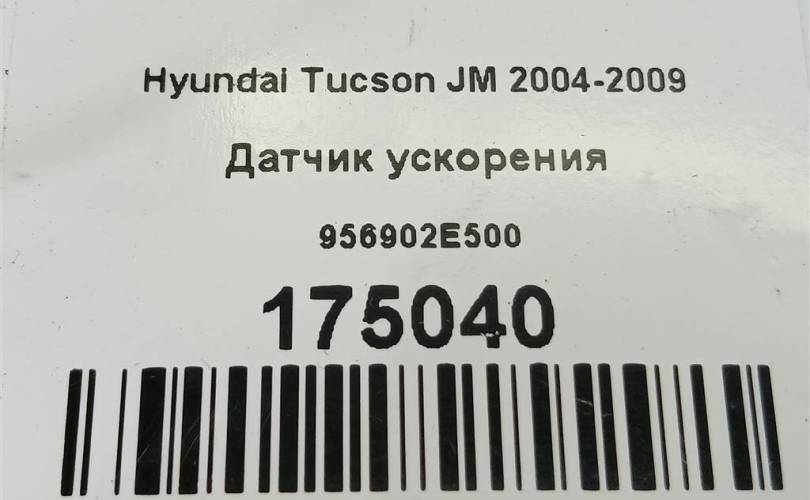 Hyundai Tucson JM 2004-2009
Датчик ускорения
956902E500
175040